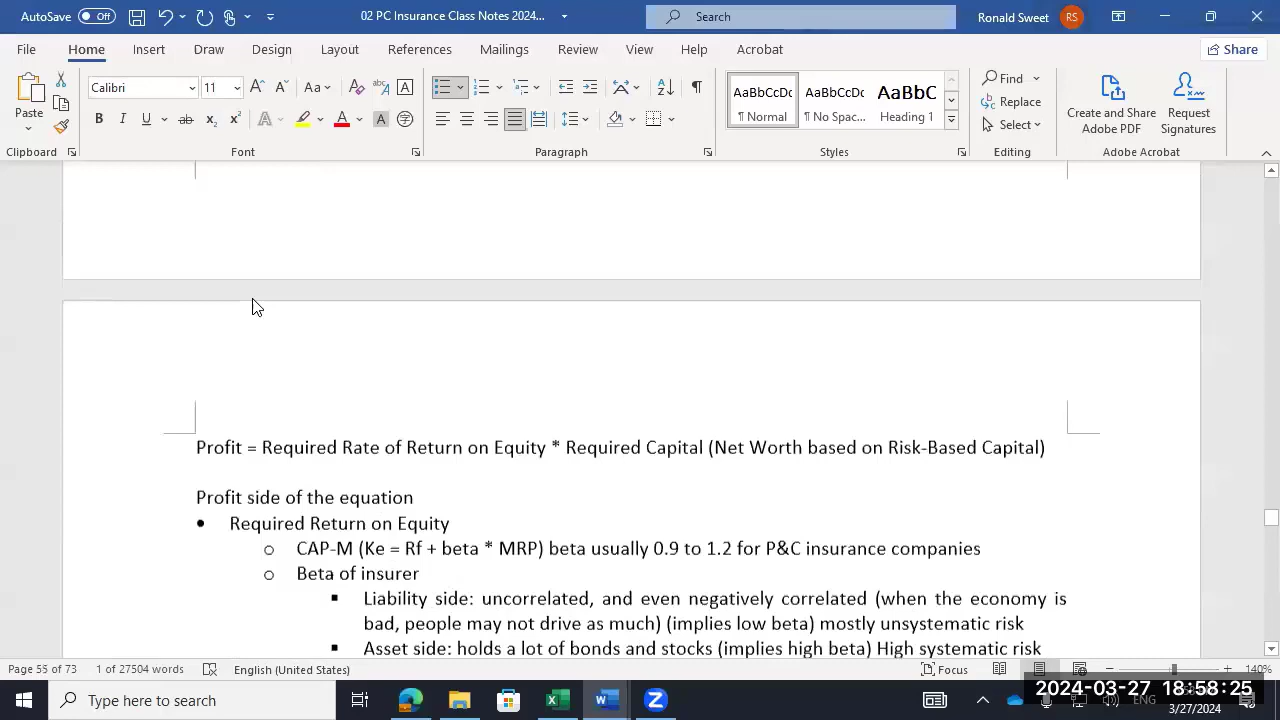 AutoSave Off 02 PC Insurance Class Notes 2024... Search Ronald Sweet RS
File Home Insert Draw Design Layout References Mailings Review View Help Acrobat Share
Calibri 11 Aa Find
Paste Replace
B I U ab x₂ x² A A A Select
AaBbCcDc AaBbCcDc AaBbC
¶ Normal ¶ No Spac... Heading 1
Create and Share Adobe PDF
Request Signatures
Clipboard Font Paragraph Styles Editing Adobe Acrobat
Profit = Required Rate of Return on Equity * Required Capital (Net Worth based on Risk-Based Capital)
Profit side of the equation
• Required Return on Equity
o CAP-M (Ke = Rf + beta * MRP) beta usually 0.9 to 1.2 for P&C insurance companies
o Beta of insurer
▪ Liability side: uncorrelated, and even negatively correlated (when the economy is
bad, people may not drive as much) (implies low beta) mostly unsystematic risk
▪ Asset side: holds a lot of bonds and stocks (implies high beta) High systematic risk
Page 55 of 73 1 of 27504 words English (United States) Focus 140%
Type here to search ENG
2024-03-27 18:58:25
3/27/2024